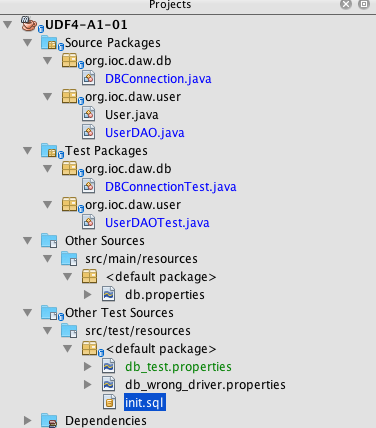 Projects
UDF4-A1-01
Source Packages
org.ioc.daw.db
DBConnection.java
org.ioc.daw.user
User.java
UserDAO.java
Test Packages
org.ioc.daw.db
DBConnectionTest.java
org.ioc.daw.user
UserDAOTest.java
Other Sources
src/main/resources
<default package>
db.properties
Other Test Sources
src/test/resources
<default package>
db_test.properties
db_wrong_driver.properties
init.sql
Dependencies